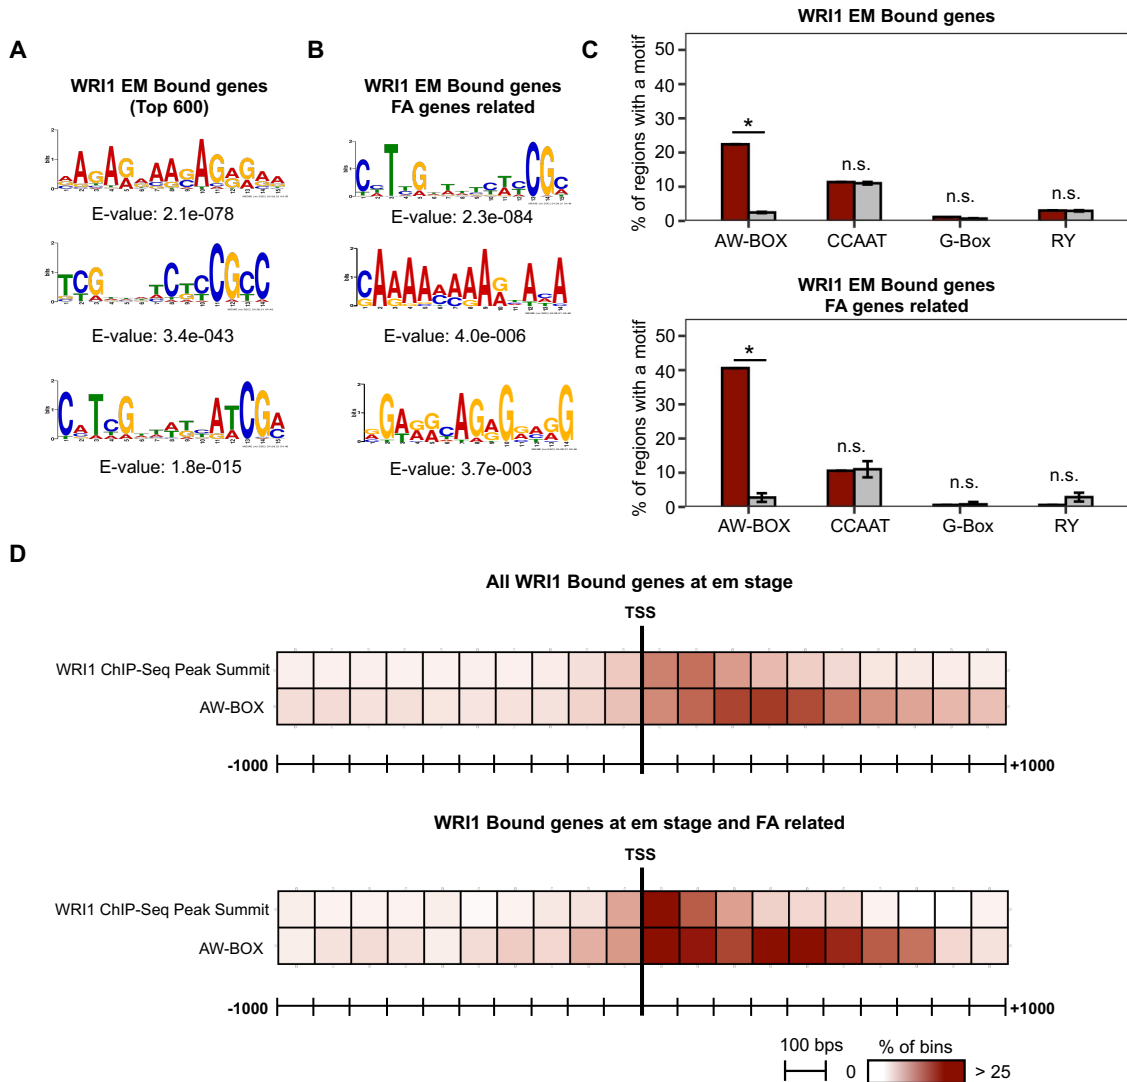 A
WRI1 EM Bound genes
(Top 600)
E-value: 2.1e-078
E-value: 3.4e-043
E-value: 1.8e-015
B
WRI1 EM Bound genes
FA genes related
E-value: 2.3e-084
E-value: 4.0e-006
E-value: 3.7e-003
C
WRI1 EM Bound genes
% of regions with a motif
50
40
30
20
10
0
*
n.s.
n.s.
n.s.
AW-BOX CCAAT G-Box RY
WRI1 EM Bound genes
FA genes related
% of regions with a motif
50
40
30
20
10
0
*
n.s.
n.s.
n.s.
AW-BOX CCAAT G-Box RY
D
All WRI1 Bound genes at em stage
TSS
WRI1 ChIP-Seq Peak Summit
AW-BOX
-1000 +1000
WRI1 Bound genes at em stage and FA related
TSS
WRI1 ChIP-Seq Peak Summit
AW-BOX
-1000 +1000
100 bps
% of bins
0 > 25